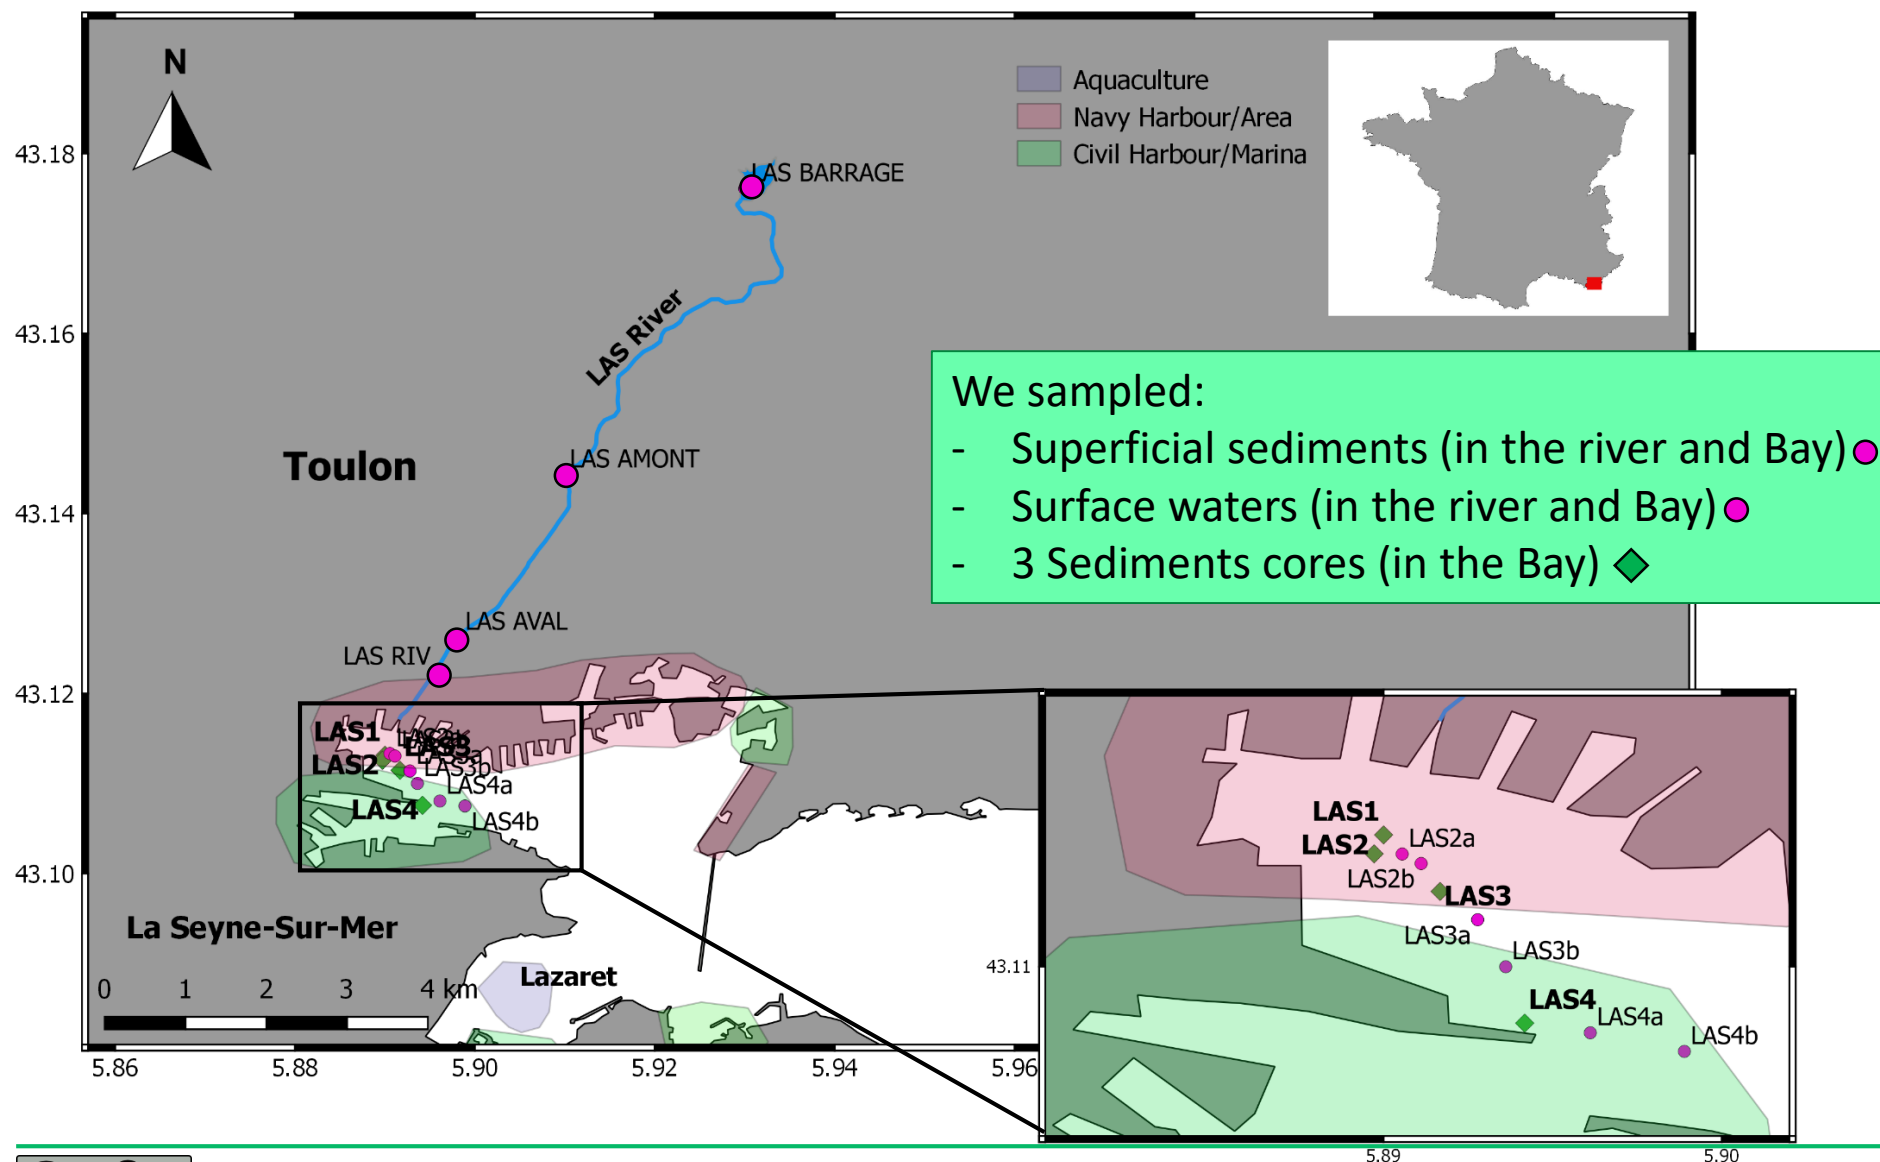 N
Aquaculture
Navy Harbour/Area
Civil Harbour/Marina
43.18
43.16
43.14
43.12
43.10
LAS BARRAGE
LAS River
LAS AMONT
Toulon
LAS AVAL
LAS RIV
We sampled:
- Superficial sediments (in the river and Bay)
- Surface waters (in the river and Bay)
- 3 Sediments cores (in the Bay)
LAS1
LAS2
LAS3
LAS3b
LAS4a
LAS4
LAS4b
La Seyne-Sur-Mer
Lazaret
0 1 2 3 4 km
5.86 5.88 5.90 5.92 5.94 5.96
LAS1
LAS2
LAS2a
LAS2b
LAS3
LAS3a
LAS3b
43.11
LAS4
LAS4a
LAS4b
5.89 5.90